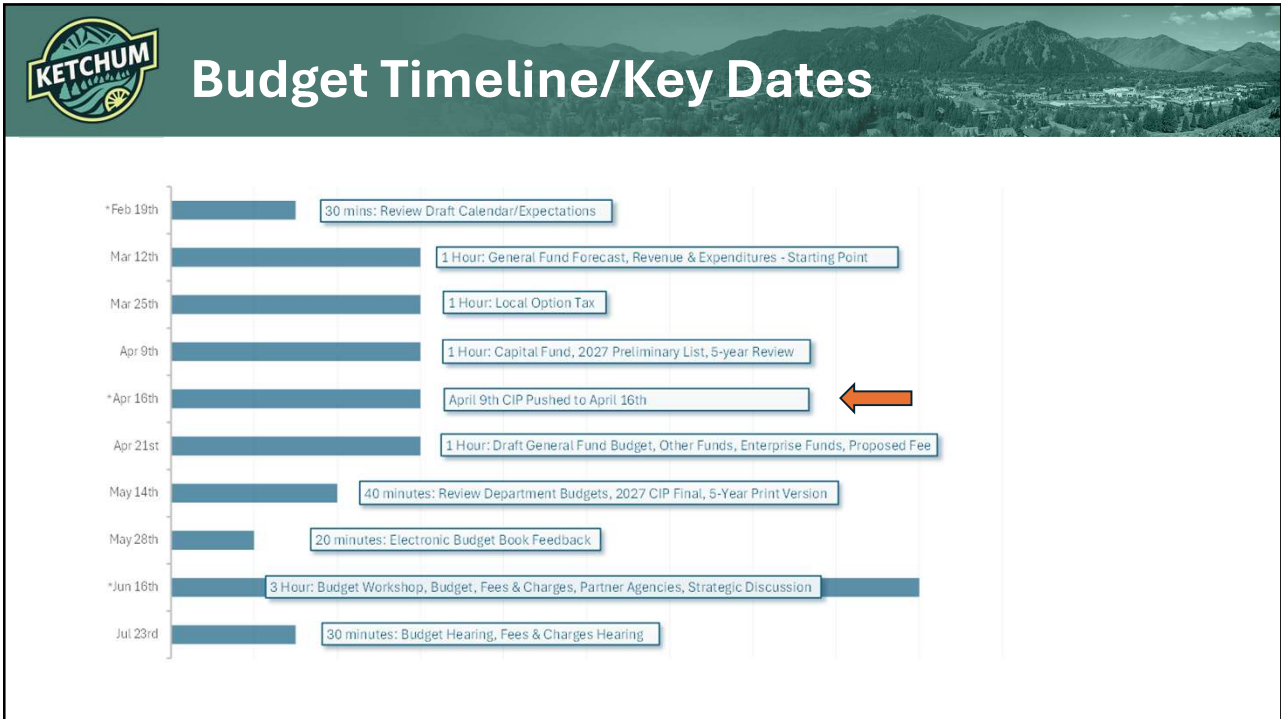 KETCHUM
Budget Timeline/Key Dates
*Feb 19th
30 mins: Review Draft Calendar/Expectations
Mar 12th
1 Hour: General Fund Forecast, Revenue & Expenditures - Starting Point
Mar 25th
1 Hour: Local Option Tax
Apr 9th
1 Hour: Capital Fund, 2027 Preliminary List, 5-year Review
*Apr 16th
April 9th CIP Pushed to April 16th
Apr 21st
1 Hour: Draft General Fund Budget, Other Funds, Enterprise Funds, Proposed Fee
May 14th
40 minutes: Review Department Budgets, 2027 CIP Final, 5-Year Print Version
May 28th
20 minutes: Electronic Budget Book Feedback
*Jun 16th
3 Hour: Budget Workshop, Budget, Fees & Charges, Partner Agencies, Strategic Discussion
Jul 23rd
30 minutes: Budget Hearing, Fees & Charges Hearing